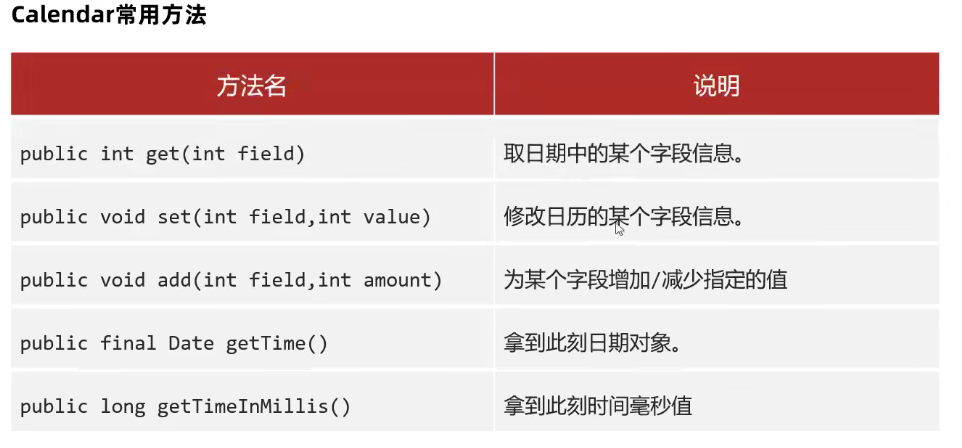 Calendar常用方法
方法名 说明
public int get(int field) 取日期中的某个字段信息。
public void set(int field,int value) 修改日历的某个字段信息。
public void add(int field,int amount) 为某个字段增加/减少指定的值
public final Date getTime() 拿到此刻日期对象。
public long getTimeInMillis() 拿到此刻时间毫秒值